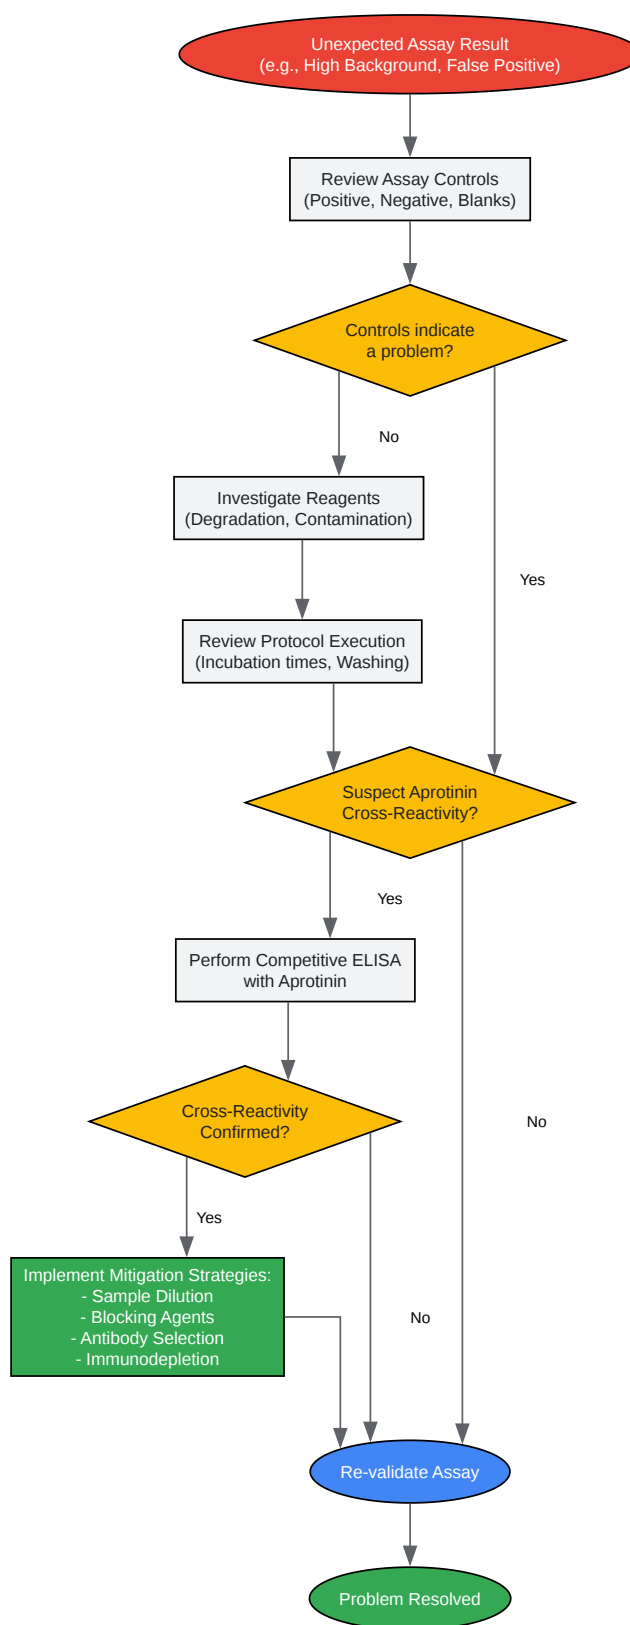 Unexpected Assay Result
(e.g., High Background, False Positive)
Review Assay Controls
(Positive, Negative, Blanks)
Controls indicate
a problem?
No
Investigate Reagents
(Degradation, Contamination)
Yes
Review Protocol Execution
(Incubation times, Washing)
Suspect Aprotinin
Cross-Reactivity?
Yes
Perform Competitive ELISA
with Aprotinin
Cross-Reactivity
Confirmed?
No
Yes
Implement Mitigation Strategies:
- Sample Dilution
- Blocking Agents
- Antibody Selection
- Immunodepletion
No
Re-validate Assay
Problem Resolved